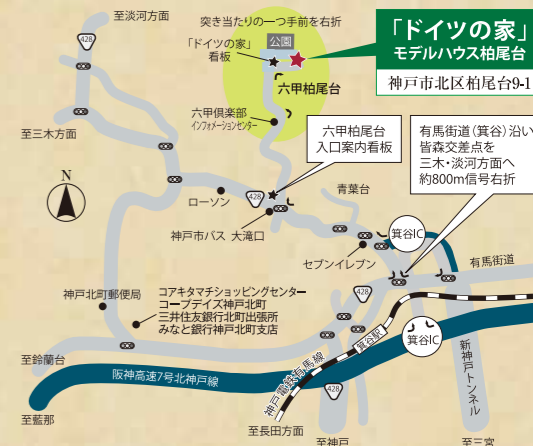 至淡河方面
428
突き当たりの一つ手前を右折
公園
「ドイツの家」
看板
「ドイツの家」
モデルハウス柏尾台
神戸市北区柏尾台9-1
六甲柏尾台
六甲倶楽部
インフォメーションセンター
至三木方面
六甲柏尾台
入口案内看板
有馬街道(箕谷)沿い
皆森交差点を
三木・淡河方面へ
約800m信号右折
N
ローソン
428
青葉台
神戸市バス 大滝口
箕谷IC
セブンイレブン
有馬街道
神戸北町郵便局
コアキタマチショッピングセンター
コープデイズ神戸北町
三井住友銀行北町出張所
みなと銀行神戸北町支店
428
箕谷駅
箕谷IC
至鈴蘭台
阪神高速7号北神戸線
神戸電鉄有馬線
新神戸トンネル
428
至藍那
至長田方面
至神戸
至三宮